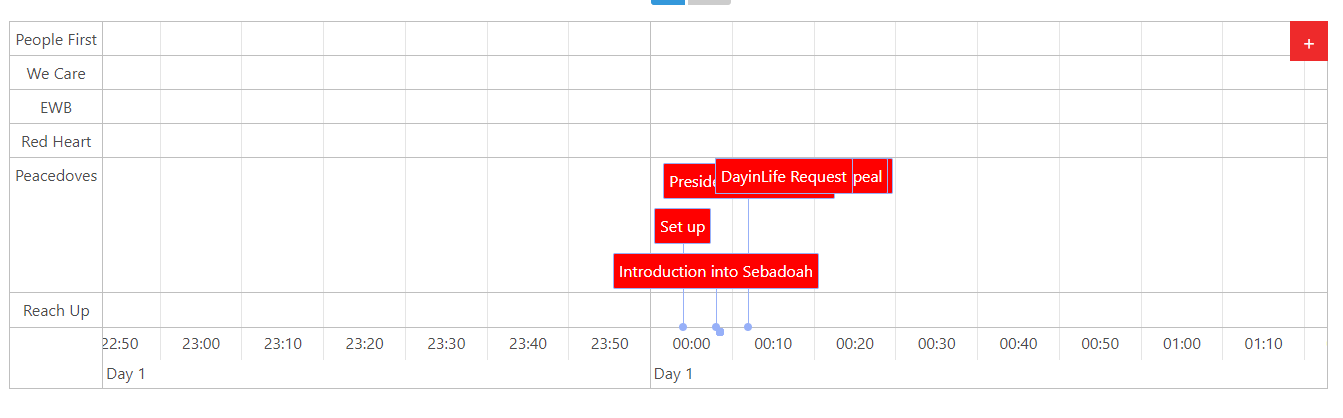 People First
+
We Care
EWB
Red Heart
Peacedoves
DayinLife Request
peal
Presid
Set up
Introduction into Sebadoah
Reach Up
22:50 23:00 23:10 23:20 23:30 23:40 23:50 00:00 00:10 00:20 00:30 00:40 00:50 01:00 01:10
Day 1 Day 1